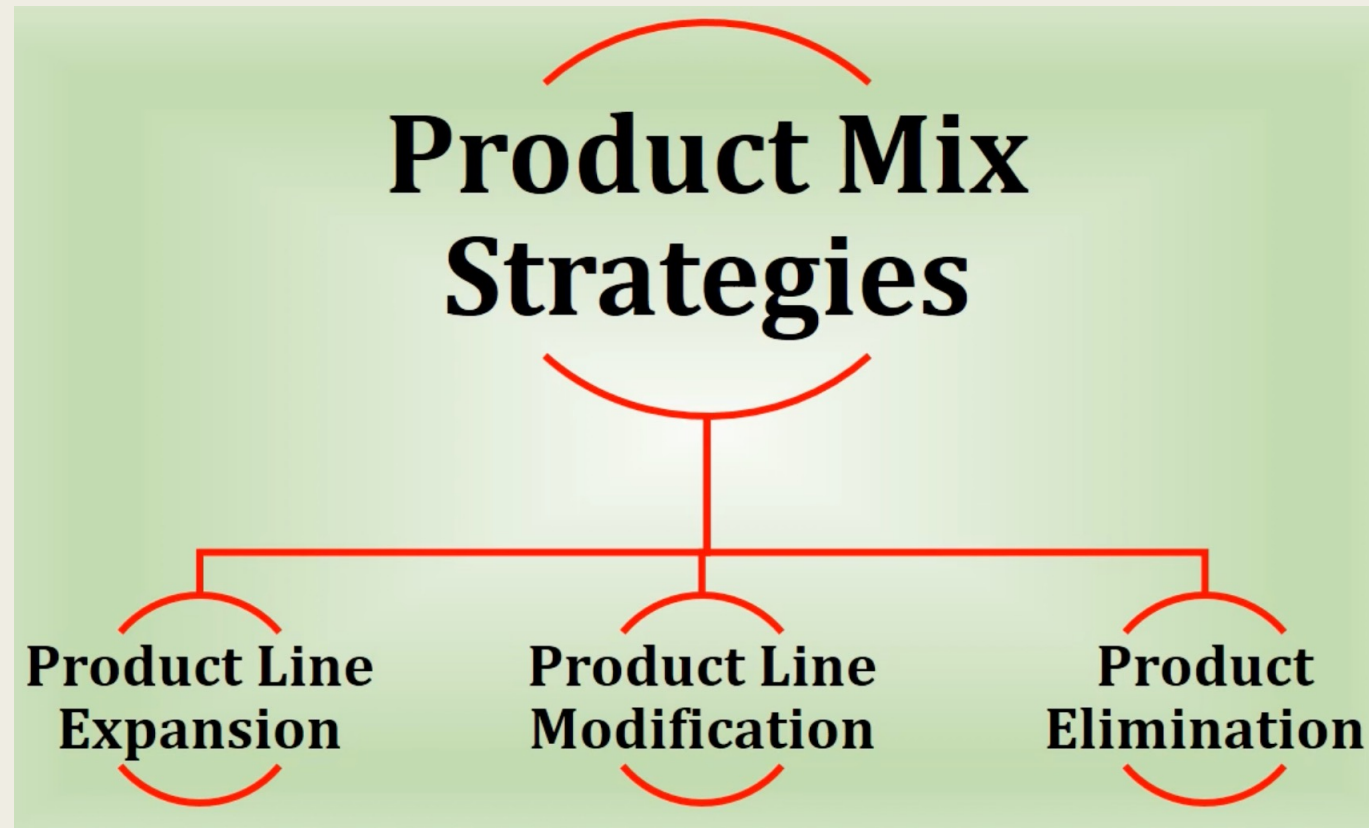 Product Mix
Strategies
Product Line
Expansion
Product Line
Modification
Product
Elimination